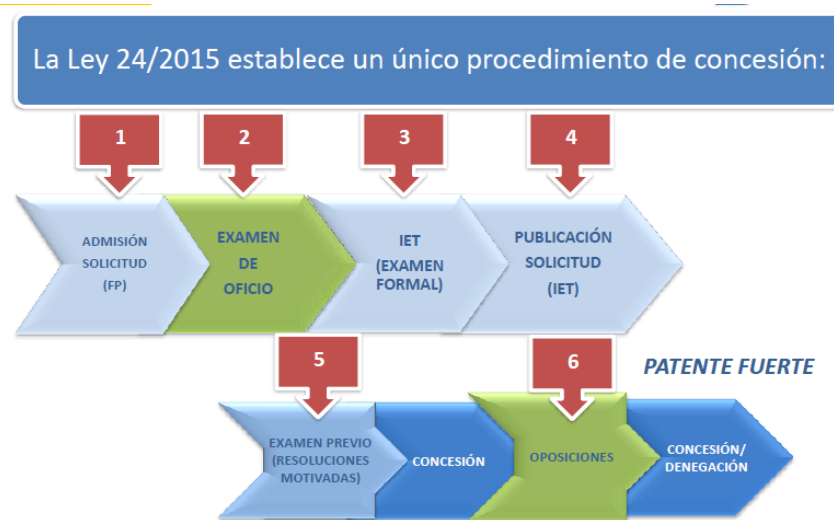 La Ley 24/2015 establece un único procedimiento de concesión:
1
2
3
4
ADMISIÓN
SOLICITUD
(FP)
EXAMEN
DE
OFICIO
IET
(EXAMEN
FORMAL)
PUBLICACIÓN
SOLICITUD
(IET)
5
6
PATENTE FUERTE
EXAMEN PREVIO
(RESOLUCIONES
MOTIVADAS)
CONCESIÓN
OPOSICIONES
CONCESIÓN/
DENEGACIÓN